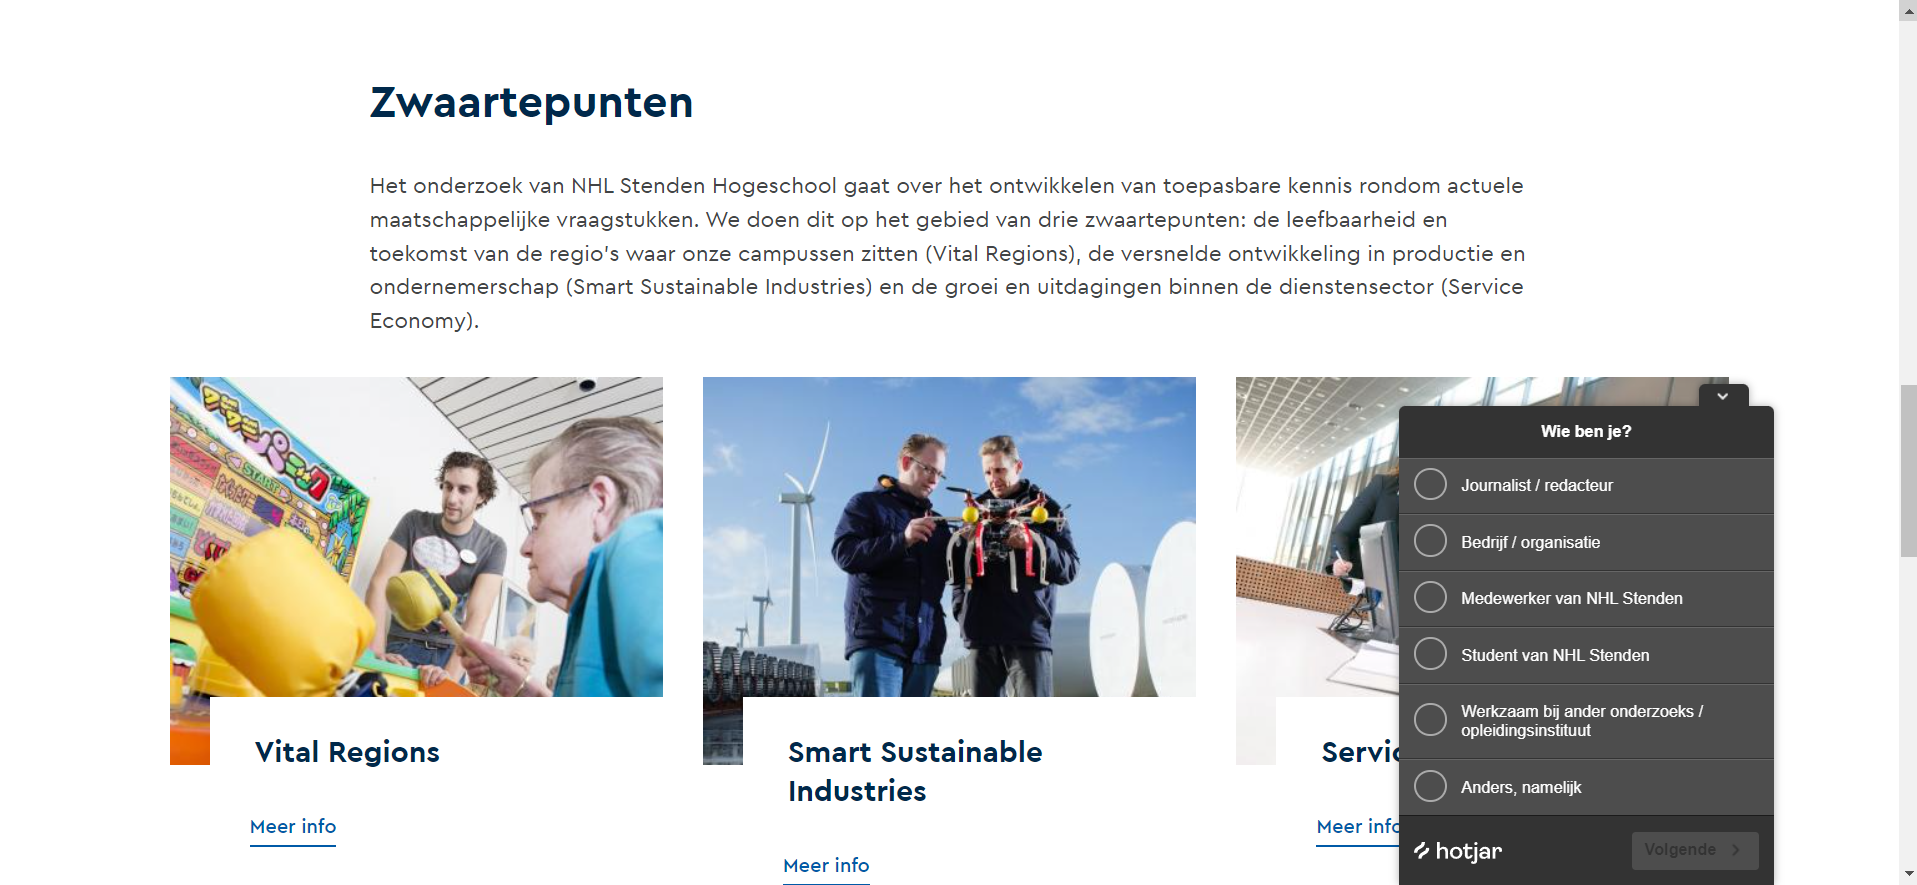 Zwaartepunten
Het onderzoek van NHL Stenden Hogeschool gaat over het ontwikkelen van toepasbare kennis rondom actuele
maatschappelijke vraagstukken. We doen dit op het gebied van drie zwaartepunten: de leefbaarheid en
toekomst van de regio's waar onze campussen zitten (Vital Regions), de versnelde ontwikkeling in productie en
ondernemerschap (Smart Sustainable Industries) en de groei en uitdagingen binnen de dienstensector (Service
Economy).
START
Vital Regions
Meer info
Smart Sustainable
Industries
Meer info
Servic
Meer info
Wie ben je?
Journalist / redacteur
Bedrijf / organisatie
Medewerker van NHL Stenden
Student van NHL Stenden
Werkzaam bij ander onderzoeks /
opleidingsinstituut
Anders, namelijk
hotjar
Volgende